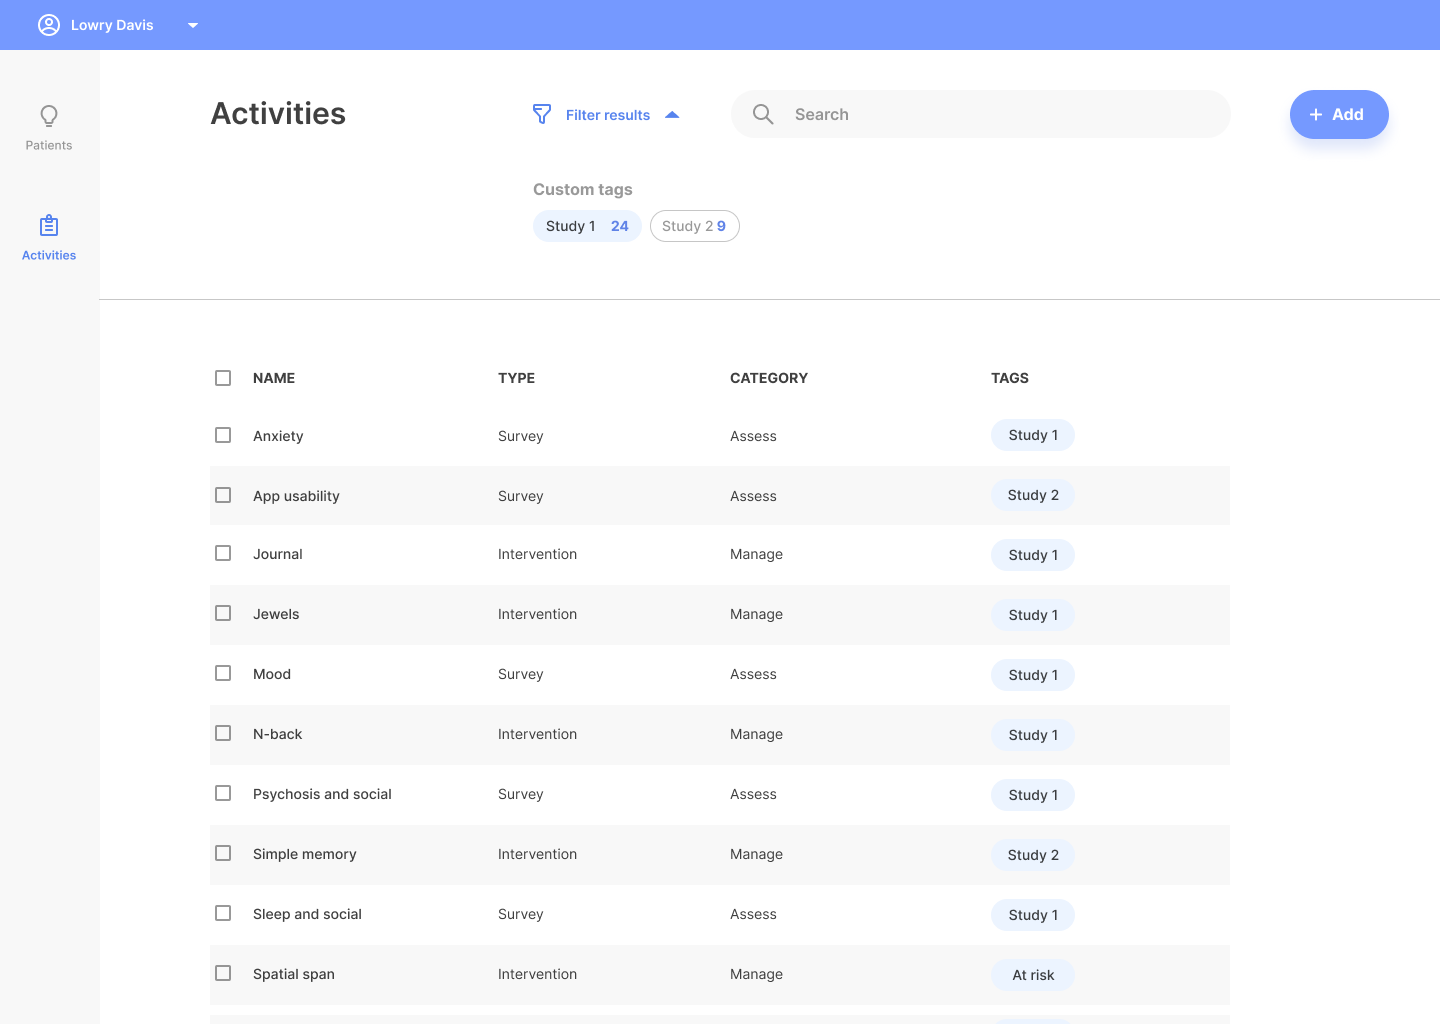 Lowry Davis
Patients
Activities
Activities
Filter results
Search
+ Add
Custom tags
Study 1 24
Study 2 9
NAME TYPE CATEGORY TAGS
Anxiety Survey Assess Study 1
App usability Survey Assess Study 2
Journal Intervention Manage Study 1
Jewels Intervention Manage Study 1
Mood Survey Assess Study 1
N-back Intervention Manage Study 1
Psychosis and social Survey Assess Study 1
Simple memory Intervention Manage Study 2
Sleep and social Survey Assess Study 1
Spatial span Intervention Manage At risk